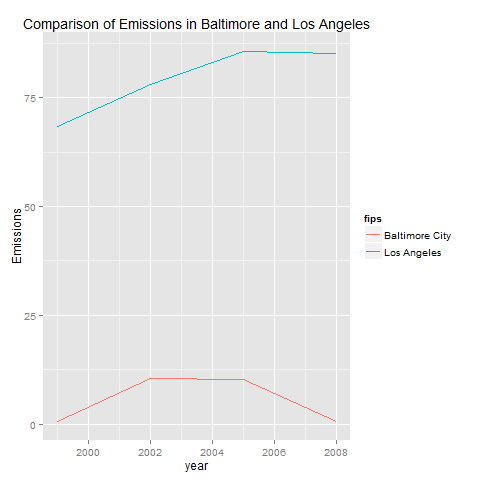 Comparison of Emissions in Baltimore and Los Angeles
75
50
25
0
Emissions
2000 2002 2004 2006 2008
year
fips
Baltimore City
Los Angeles